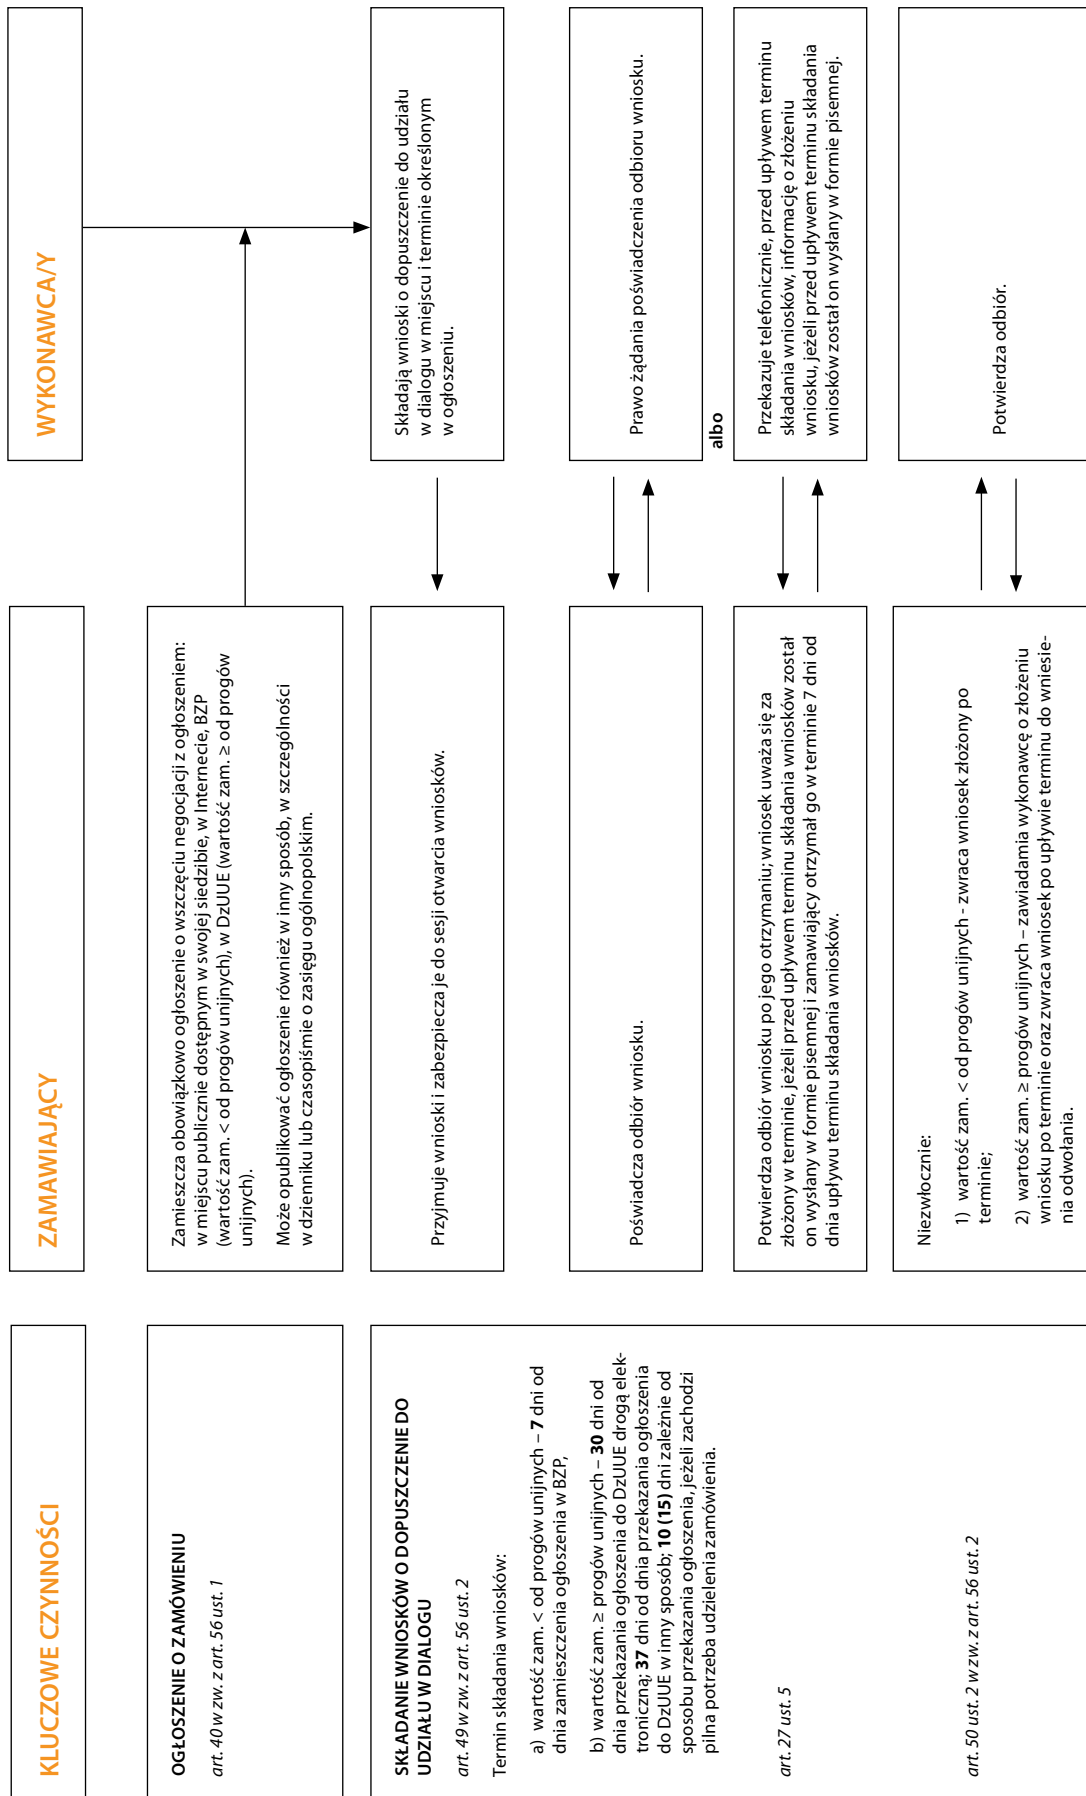 KLUCZOWE CZYNNOŚCI
ZAMAWIAJĄCY
WYKONAWCA/Y
OGŁOSZENIE O ZAMÓWIENIU
art. 40 w zw. z art. 56 ust. 1
Zamieszcza obowiązkowo ogłoszenie o wszczęciu negocjacji z ogłoszeniem:
w miejscu publicznie dostępnym w swojej siedzibie, w Internecie, BZP
(wartość zam. < od progów unijnych), w DzUUE (wartość zam. ≥ od progów
unijnych).
Może opublikować ogłoszenie również w inny sposób, w szczególności
w dzienniku lub czasopiśmie o zasięgu ogólnopolskim.
SKŁADANIE WNIOSKÓW O DOPUSZCZENIE DO
UDZIAŁU W DIALOGU
art. 49 w zw. z art. 56 ust. 2
Termin składania wniosków:
a) wartość zam. < od progów unijnych – 7 dni od
dnia zamieszczenia ogłoszenia w BZP,
b) wartość zam. ≥ progów unijnych – 30 dni od
dnia przekazania ogłoszenia do DzUUE drogą elek-
troniczną; 37 dni od dnia przekazania ogłoszenia
do DzUUE w inny sposób; 10 (15) dni zależnie od
sposobu przekazania ogłoszenia, jeżeli zachodzi
pilna potrzeba udzielenia zamówienia.
Przyjmuje wnioski i zabezpiecza je do sesji otwarcia wniosków.
Składają wnioski o dopuszczenie do udziału
w dialogu w miejscu i terminie określonym
w ogłoszeniu.
Poświadcza odbiór wniosku.
Prawo żądania poświadczenia odbioru wniosku.
albo
art. 27 ust. 5
Potwierdza odbiór wniosku po jego otrzymaniu; wniosek uważa się za
złożony w terminie, jeżeli przed upływem terminu składania wniosków został
on wysłany w formie pisemnej i zamawiający otrzymał go w terminie 7 dni od
dnia upływu terminu składania wniosków.
Przekazuje telefonicznie, przed upływem terminu
składania wniosków, informację o złożeniu
wniosku, jeżeli przed upływem terminu składania
wniosków został on wysłany w formie pisemnej.
art. 50 ust. 2 w zw. z art. 56 ust. 2
Niezwłocznie:
1) wartość zam. < od progów unijnych - zwraca wniosek złożony po
terminie;
2) wartość zam. ≥ progów unijnych – zawiadamia wykonawcę o złożeniu
wniosku po terminie oraz zwraca wniosek po upływie terminu do wniesie-
nia odwołania.
Potwierdza odbiór.